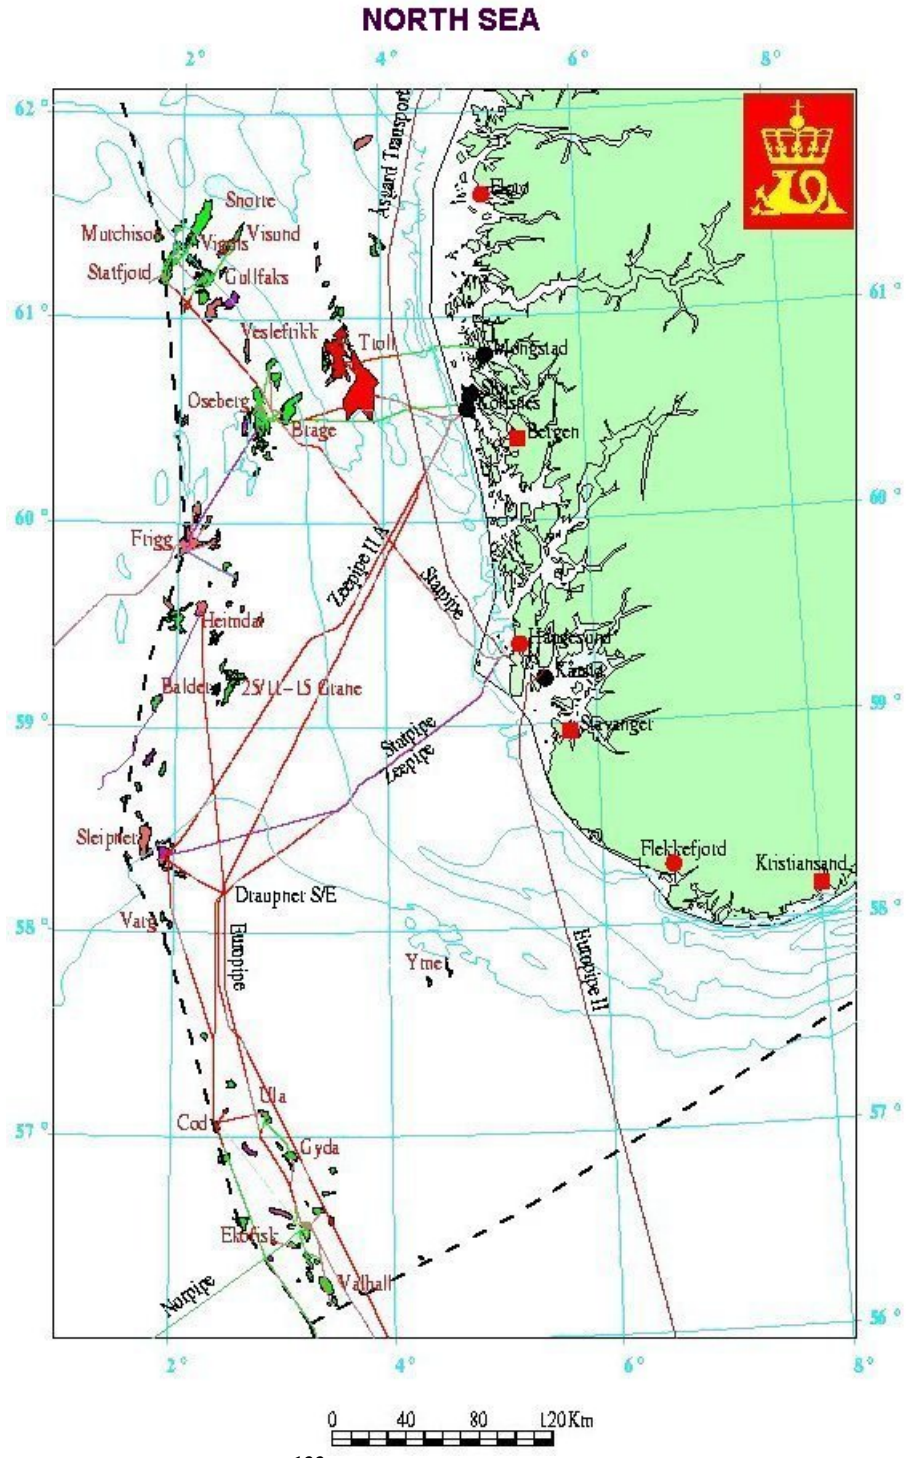 NORTH SEA
2° 4° 6° 8°
62°
Asgard Transport
Florø
Snorre
Murchison
Vigdis
Visund
Statfjord
Gullfaks
61°
61°
Veslefrikk
Troll
Mongstad
Sture
Kollsnes
Oseberg
Brage
Bergen
60°
60°
Frigg
Zeepipe II A
Statpipe
Heimdal
Haugesund
Kårstø
Balder
25/11-15 Grane
59°
59°
Stavanger
Statpipe
Zeepipe
Sleipner
Flekkefjord
Kristiansand
Draupner S/E
58°
58°
Varg
Europipe
Yme
Europipe II
Ula
Cod
57°
57°
Gyda
Ekofisk
Valhall
Norpipe
56°
2° 4° 6° 8°
0 40 80 120 Km